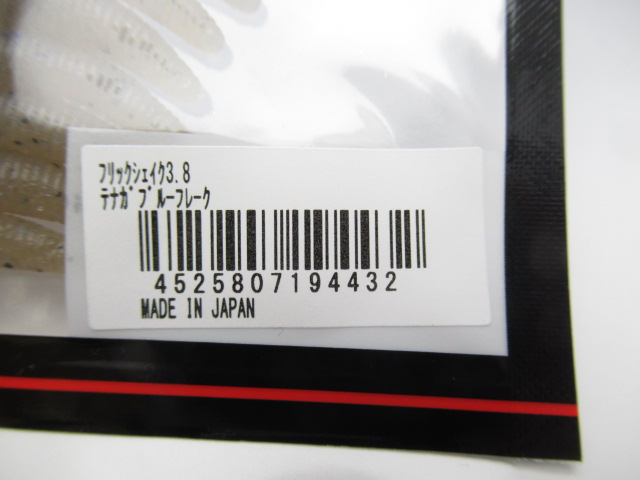 ﾌﾘｯｸｼｪｲｸ3.8
ﾃﾅｶﾞﾌﾞﾙｰﾌﾚｰｸ
4525807194432
MADE IN JAPAN